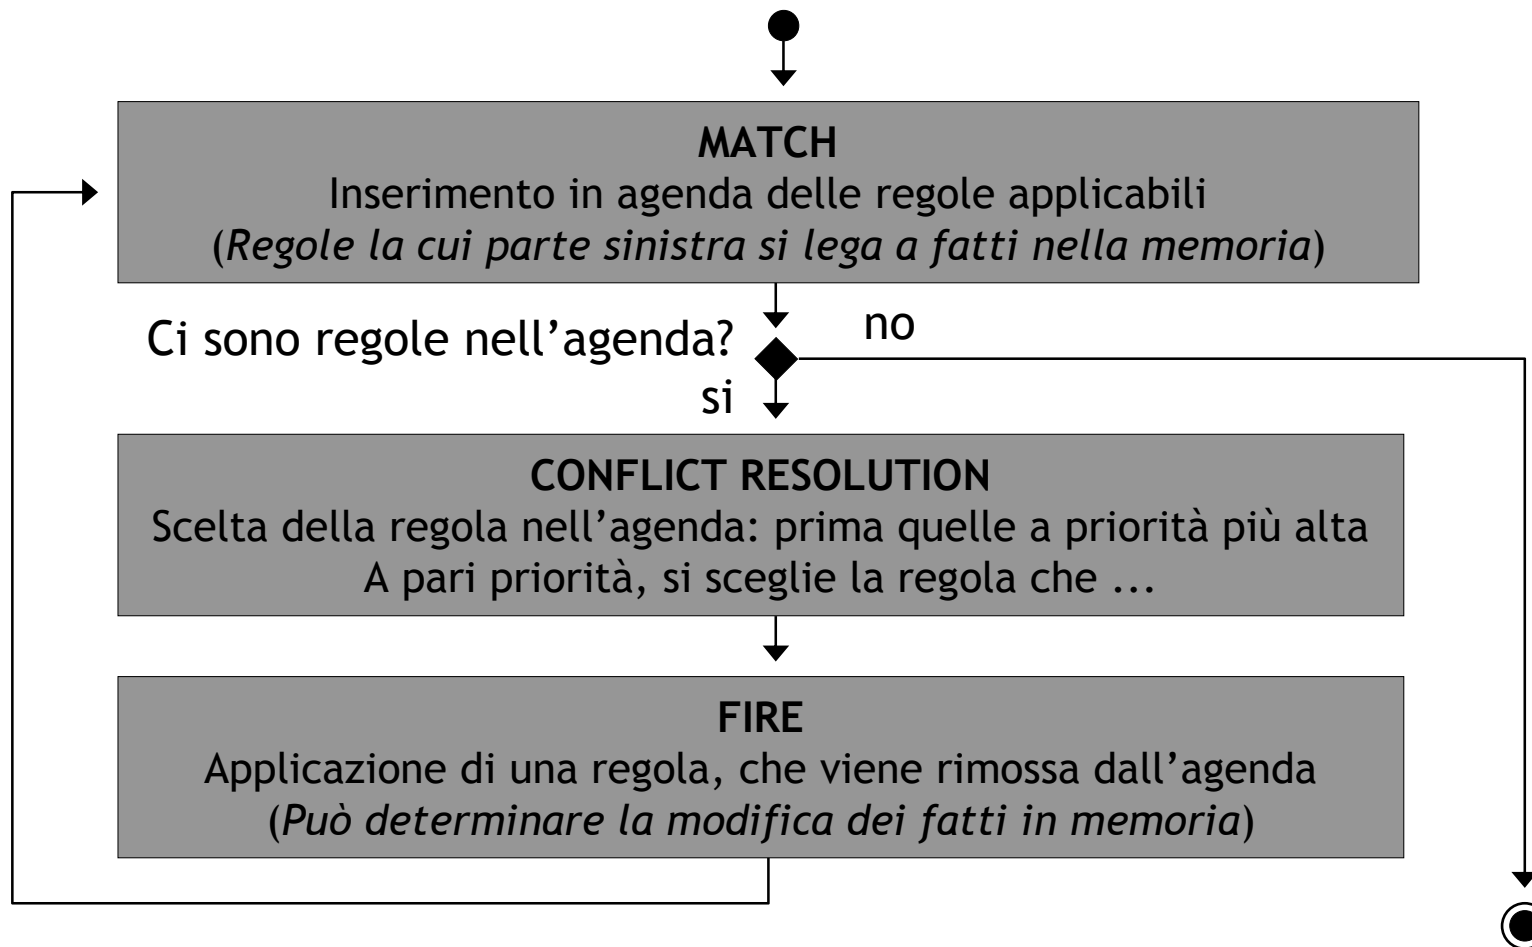 MATCH
Inserimento in agenda delle regole applicabili
(Regole la cui parte sinistra si lega a fatti nella memoria)
Ci sono regole nell’agenda?
no
si
CONFLICT RESOLUTION
Scelta della regola nell’agenda: prima quelle a priorità più alta
A pari priorità, si sceglie la regola che ...
FIRE
Applicazione di una regola, che viene rimossa dall’agenda
(Può determinare la modifica dei fatti in memoria)